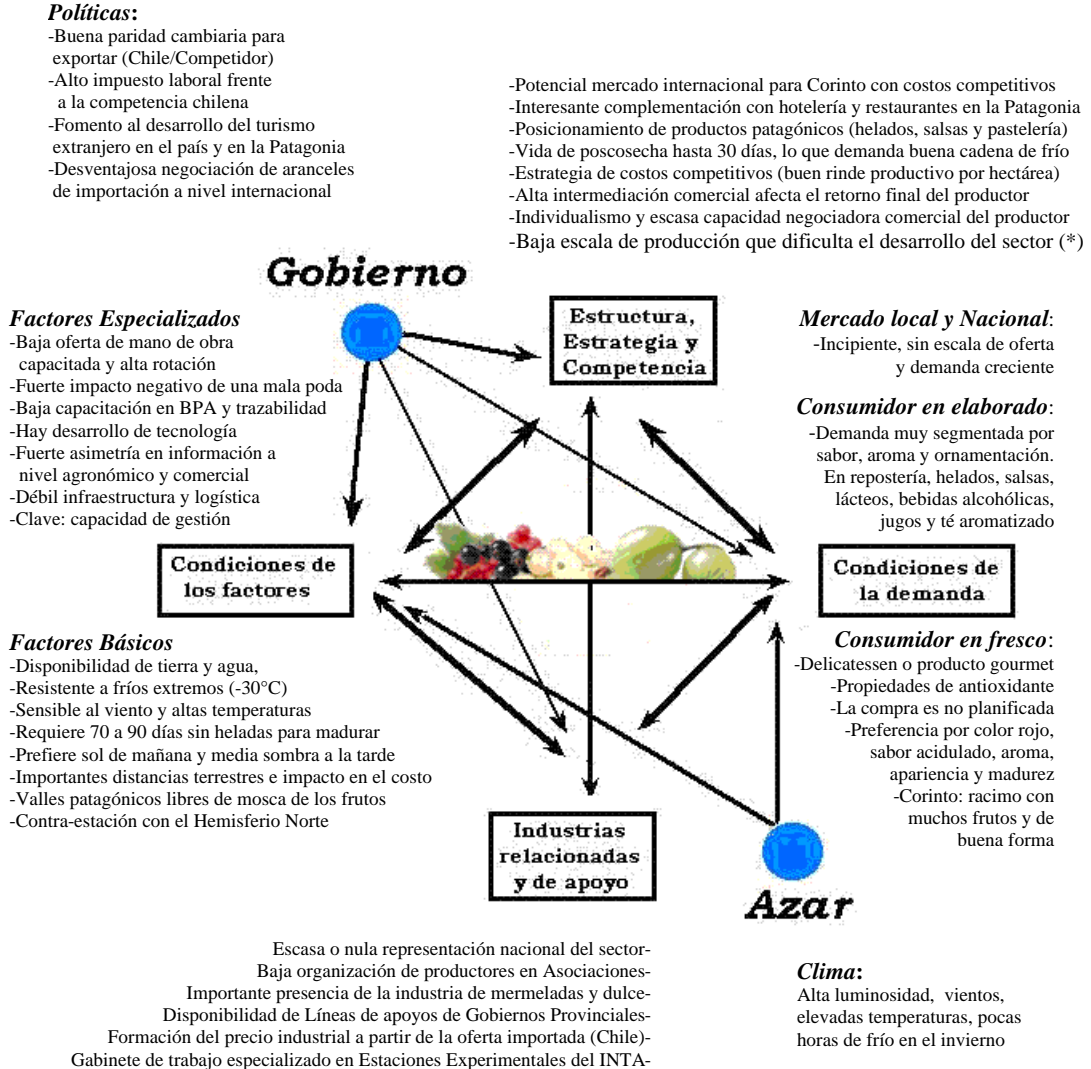 Políticas:
-Buena paridad cambiaria para
exportar (Chile/Competidor)
-Alto impuesto laboral frente
a la competencia chilena
-Fomento al desarrollo del turismo
extranjero en el país y en la Patagonia
-Desventajosa negociación de aranceles
de importación a nivel internacional
-Potencial mercado internacional para Corinto con costos competitivos
-Interesante complementación con hotelería y restaurantes en la Patagonia
-Posicionamiento de productos patagónicos (helados, salsas y pastelería)
-Vida de poscosecha hasta 30 días, lo que demanda buena cadena de frío
-Estrategia de costos competitivos (buen rinde productivo por hectárea)
-Alta intermediación comercial afecta el retorno final del productor
-Individualismo y escasa capacidad negociadora comercial del productor
-Baja escala de producción que dificulta el desarrollo del sector (*)
Gobierno
Estructura,
Estrategia y
Competencia
Factores Especializados
-Baja oferta de mano de obra
capacitada y alta rotación
-Fuerte impacto negativo de una mala poda
-Baja capacitación en BPA y trazabilidad
-Hay desarrollo de tecnología
-Fuerte asimetría en información a
nivel agronómico y comercial
-Débil infraestructura y logística
-Clave: capacidad de gestión
Mercado local y Nacional:
-Incipiente, sin escala de oferta
y demanda creciente
Consumidor en elaborado:
-Demanda muy segmentada por
sabor, aroma y ornamentación.
En repostería, helados, salsas,
lácteos, bebidas alcohólicas,
jugos y té aromatizado
Condiciones de
los factores
Condiciones de
la demanda
Factores Básicos
-Disponibilidad de tierra y agua,
-Resistente a fríos extremos (-30°C)
-Sensible al viento y altas temperaturas
-Requiere 70 a 90 días sin heladas para madurar
-Prefiere sol de mañana y media sombra a la tarde
-Importantes distancias terrestres e impacto en el costo
-Valles patagónicos libres de mosca de los frutos
-Contra-estación con el Hemisferio Norte
Consumidor en fresco:
-Delicatessen o producto gourmet
-Propiedades de antioxidante
-La compra es no planificada
-Preferencia por color rojo,
sabor acidulado, aroma,
apariencia y madurez
-Corinto: racimo con
muchos frutos y de
buena forma
Industrias
relacionadas
y de apoyo
Azar
Escasa o nula representación nacional del sector-
Baja organización de productores en Asociaciones-
Importante presencia de la industria de mermeladas y dulce-
Disponibilidad de Líneas de apoyos de Gobiernos Provinciales-
Formación del precio industrial a partir de la oferta importada (Chile)-
Gabinete de trabajo especializado en Estaciones Experimentales del INTA-
Clima:
Alta luminosidad, vientos,
elevadas temperaturas, pocas
horas de frío en el invierno